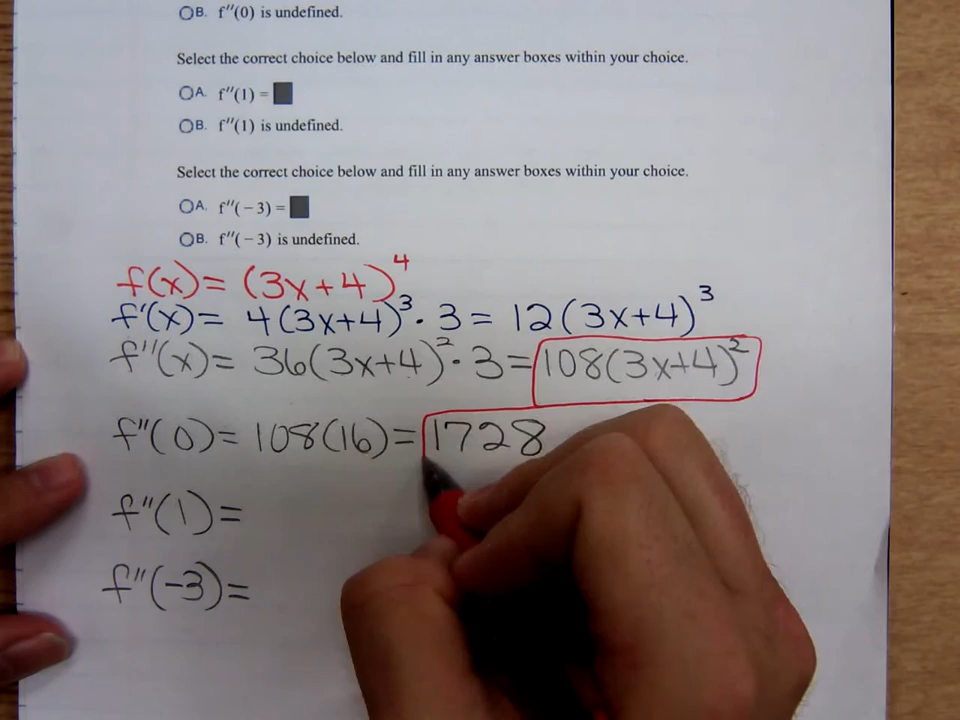 B. f''(0) is undefined.
Select the correct choice below and fill in any answer boxes within your choice.
A. f''(1) =
B. f''(1) is undefined.
Select the correct choice below and fill in any answer boxes within your choice.
A. f''(-3) =
B. f''(-3) is undefined.
f(x) = (3x+4)^4
f'(x) = 4(3x+4)^3 · 3 = 12(3x+4)^3
f''(x) = 36(3x+4)^2 · 3 = 108(3x+4)^2
f''(0) = 108(16) = 1728
f''(1) =
f''(-3) =